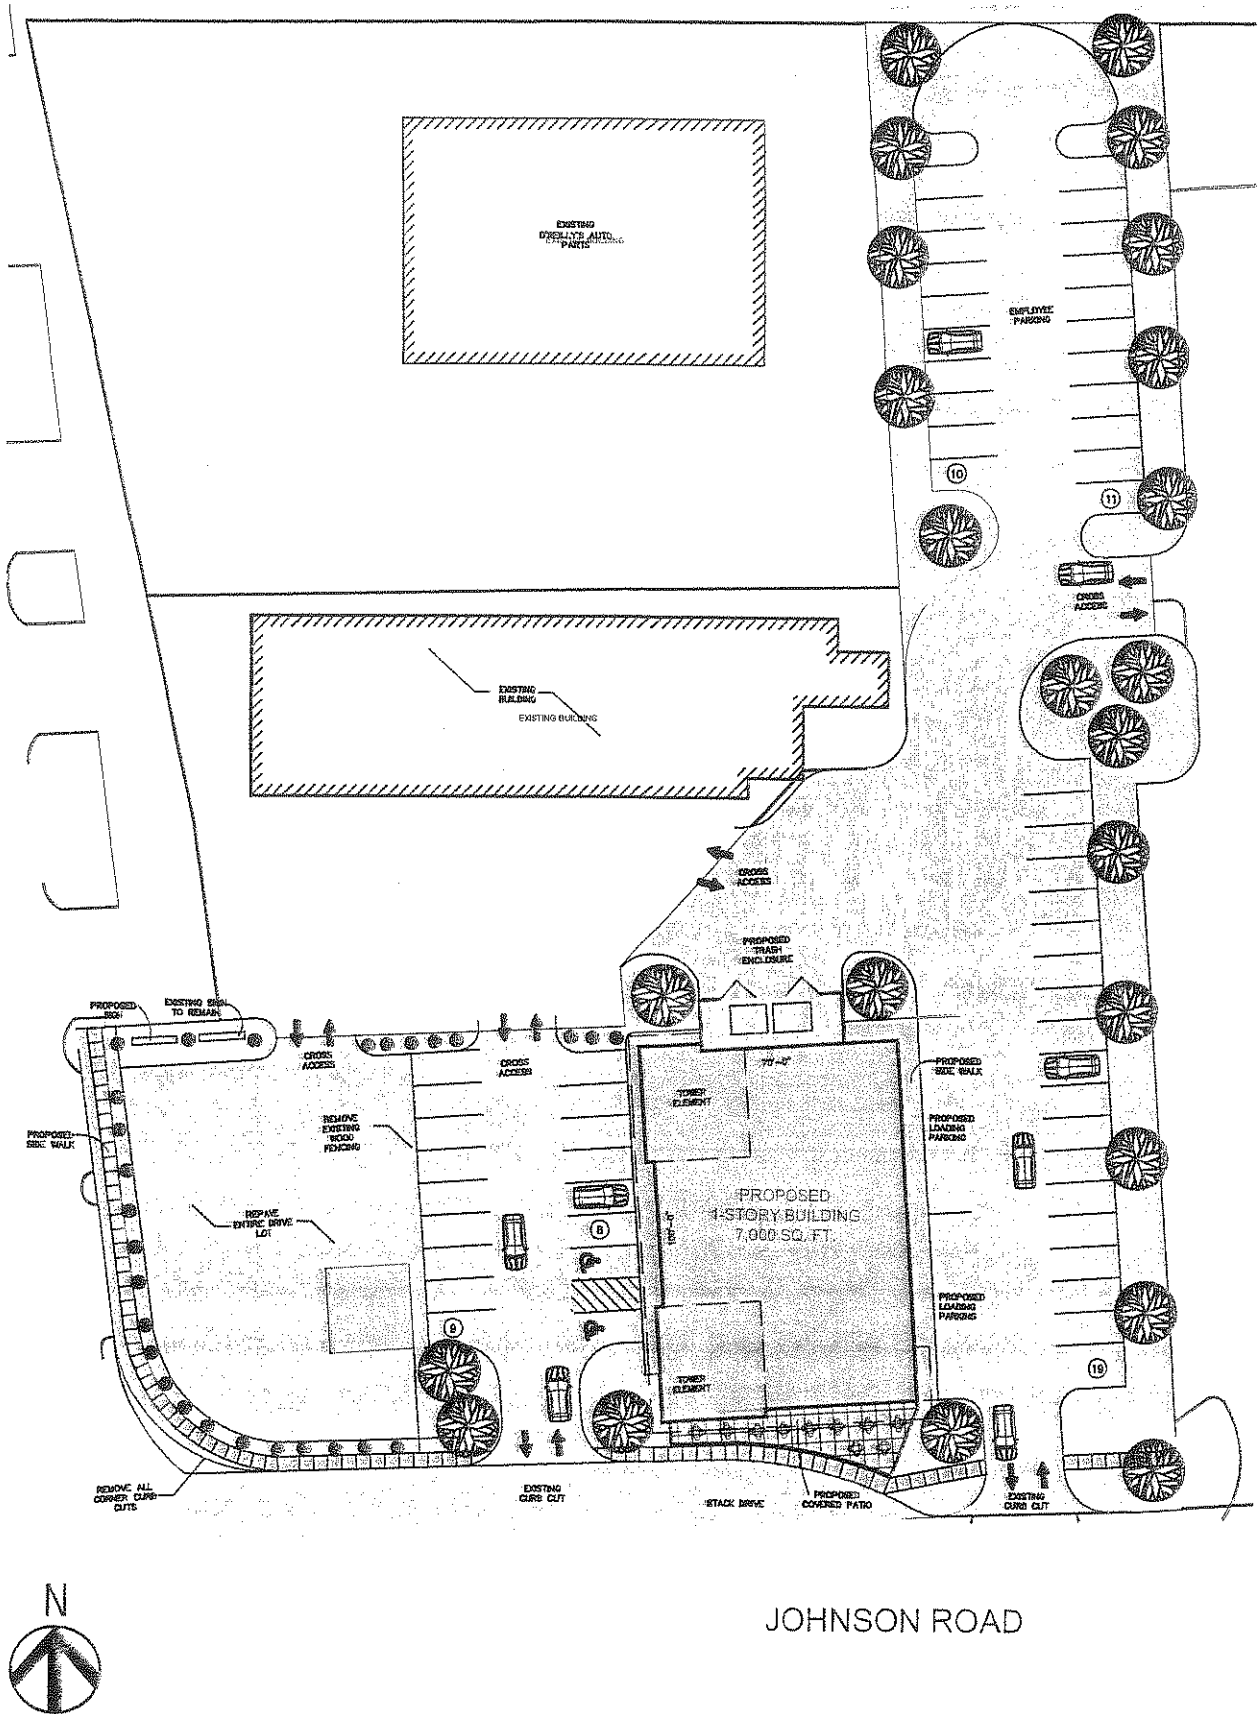 EXISTING
O'REILLY'S AUTO
PARTS
EMPLOYEE
PARKING
10
11
CROSS
ACCESS
EXISTING
BUILDING
EXISTING BUILDING
CROSS
ACCESS
PROPOSED
TRASH
ENCLOSURE
PROPOSED
SIGN
EXISTING SIGN
TO REMAIN
CROSS
ACCESS
CROSS
ACCESS
70'-0"
TOWER
ELEMENT
PROPOSED
SIDE WALK
PROPOSED
SIDE WALK
REMOVE
EXISTING
WOOD
FENCING
PROPOSED
LOADING
PARKING
REPAVE
ENTIRE DRIVE
LOT
8
100'-0"
PROPOSED
1-STORY BUILDING
7,000 SQ. FT.
PROPOSED
LOADING
PARKING
9
TOWER
ELEMENT
19
REMOVE ALL
CORNER CURB
CUTS
EXISTING
CURB CUT
STACK DRIVE
PROPOSED
COVERED PATIO
EXISTING
CURB CUT
N
JOHNSON ROAD